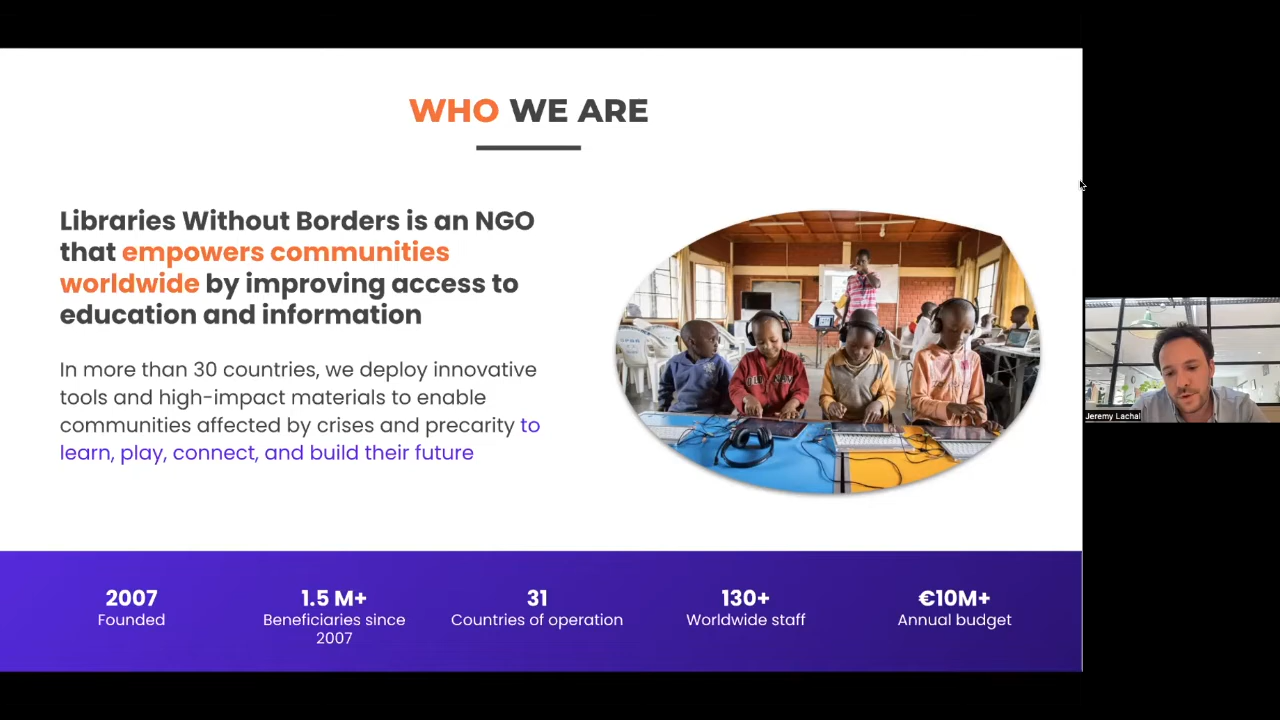 WHO WE ARE
Libraries Without Borders is an NGO
that empowers communities
worldwide by improving access to
education and information
In more than 30 countries, we deploy innovative
tools and high-impact materials to enable
communities affected by crises and precarity to
learn, play, connect, and build their future
2007
Founded
1.5 M+
Beneficiaries since
2007
31
Countries of operation
130+
Worldwide staff
€10M+
Annual budget
Jeremy Lachal